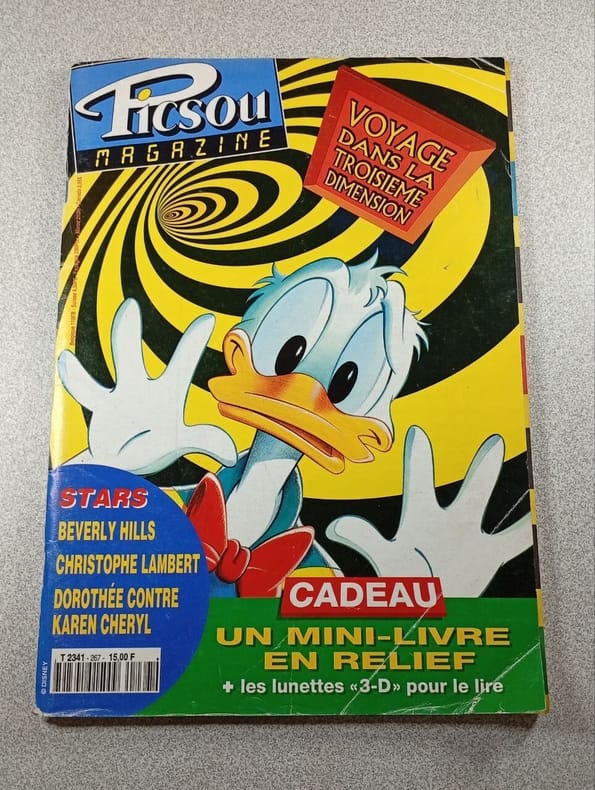 Picsou
MAGAZINE
VOYAGE
DANS LA
TROISIEME
DIMENSION
STARS
BEVERLY HILLS
CHRISTOPHE LAMBERT
DOROTHÉE CONTRE
KAREN CHERYL
T 2341 - 267 - 15,00 F
© DISNEY
CADEAU
UN MINI-LIVRE
EN RELIEF
+ les lunettes «3-D» pour le lire